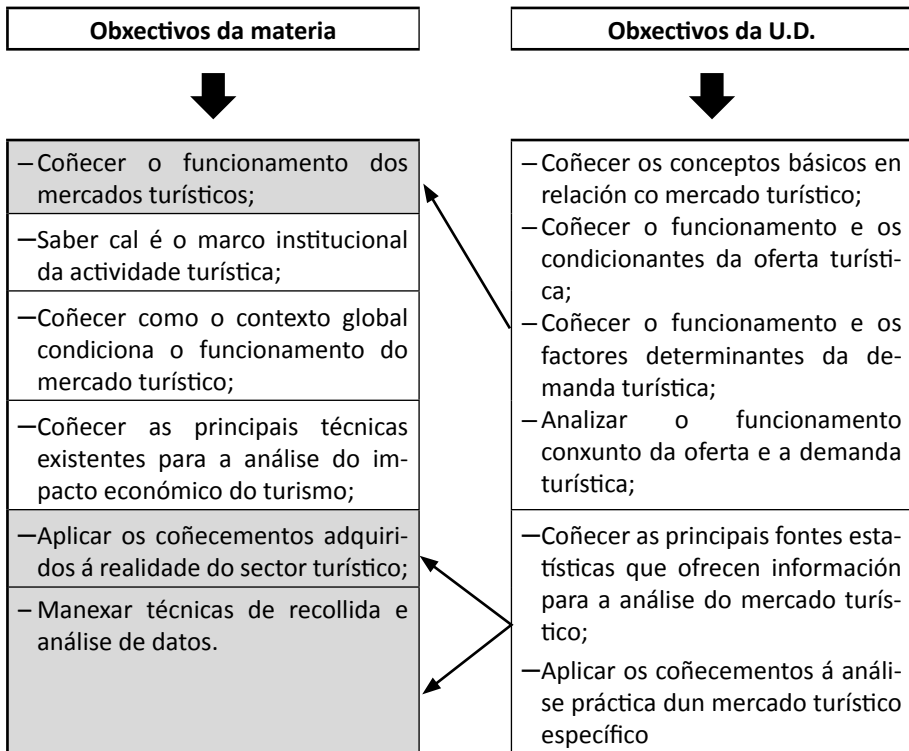 Obxectivos da materia
– Coñecer o funcionamento dos
mercados turísticos;
–Saber cal é o marco institucional
da actividade turística;
–Coñecer como o contexto global
condiciona o funcionamento do
mercado turístico;
–Coñecer as principais técnicas
existentes para a análise do im-
pacto económico do turismo;
–Aplicar os coñecementos adquiri-
dos á realidade do sector turístico;
– Manexar técnicas de recollida e
análise de datos.
Obxectivos da U.D.
–Coñecer os conceptos básicos en
relación co mercado turístico;
–Coñecer o funcionamento e os
condicionantes da oferta turísti-
ca;
–Coñecer o funcionamento e os
factores determinantes da de-
manda turística;
–Analizar o funcionamento
conxunto da oferta e a demanda
turística;
–Coñecer as principais fontes esta-
tísticas que ofrecen información
para a análise do mercado turís-
tico;
–Aplicar os coñecementos á análi-
se práctica dun mercado turístico
específico